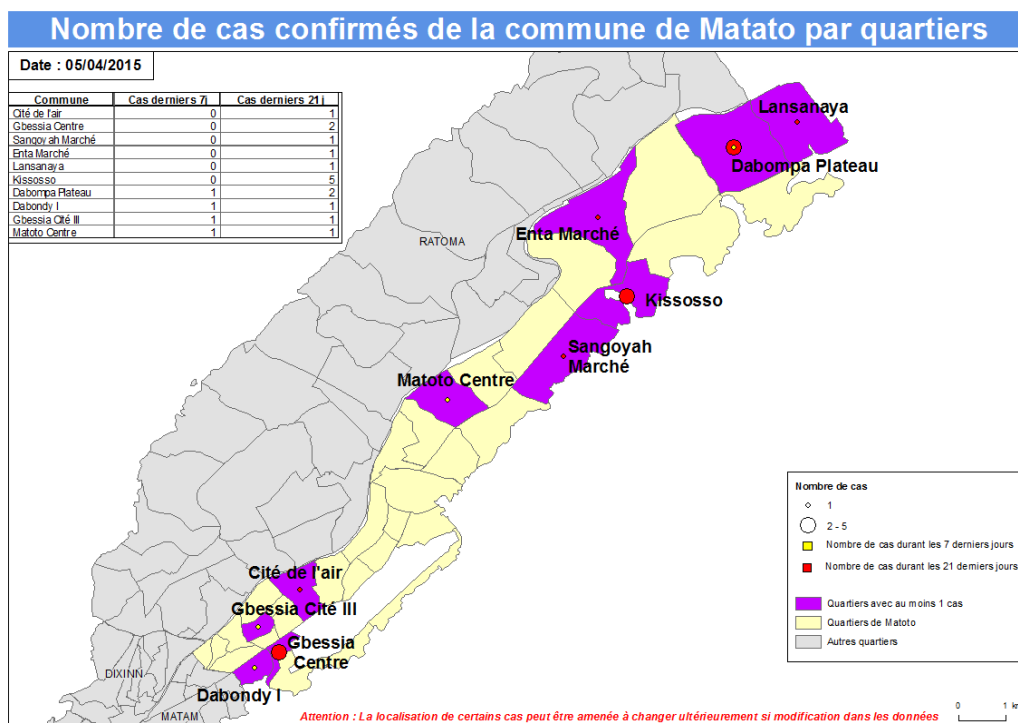 Nombre de cas confirmés de la commune de Matato par quartiers
Date : 05/04/2015
Commune Cas derniers 7j Cas derniers 21 j
Cité de l'air 0 1
Gbessia Centre 0 2
Sangoyah Marché 0 1
Enta Marché 0 1
Lansanaya 0 1
Kissosso 0 5
Dabompa Plateau 1 2
Dabondy I 1 1
Gbessia Cité III 1 1
Matoto Centre 1 1
Lansanaya
Dabompa Plateau
RATOMA
Enta Marché
Kissosso
Sangoyah
Marché
Matoto Centre
Cité de l'air
Gbessia Cité III
Gbessia
Centre
DIXINN
Dabondy I
MATAM
Nombre de cas
1
2 - 5
Nombre de cas durant les 7 derniers jours
Nombre de cas durant les 21 derniers jours
Quartiers avec au moins 1 cas
Quartiers de Matoto
Autres quartiers
Attention : La localisation de certains cas peut être amenée à changer ultérieurement si modification dans les données
0 1 k